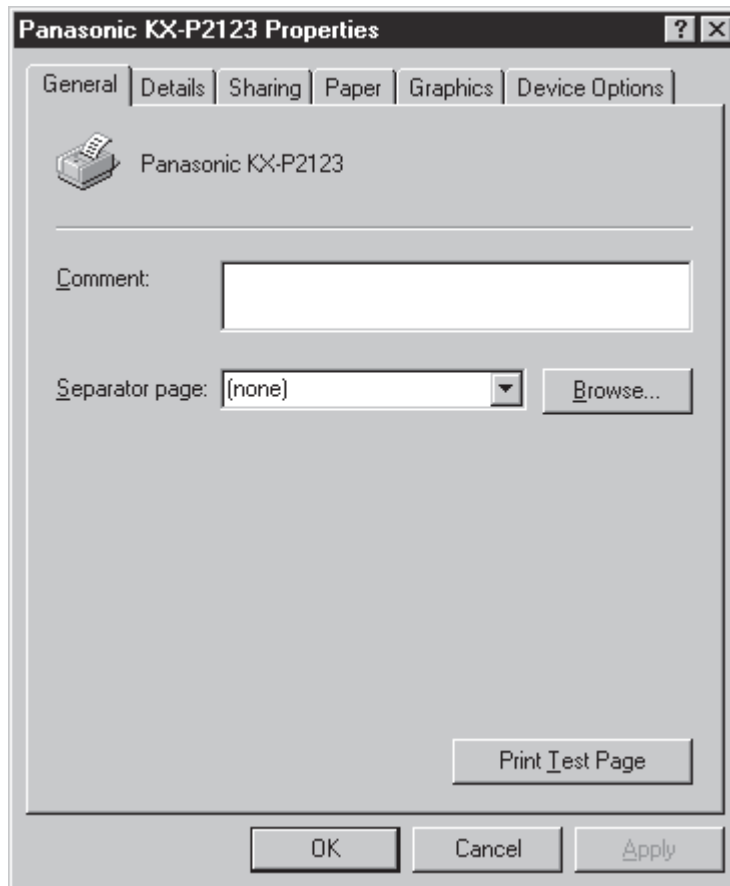 Panasonic KX-P2123 Properties
General Details Sharing Paper Graphics Device Options
Panasonic KX-P2123
Comment:
Separator page: (none) Browse...
Print Test Page
OK Cancel Apply